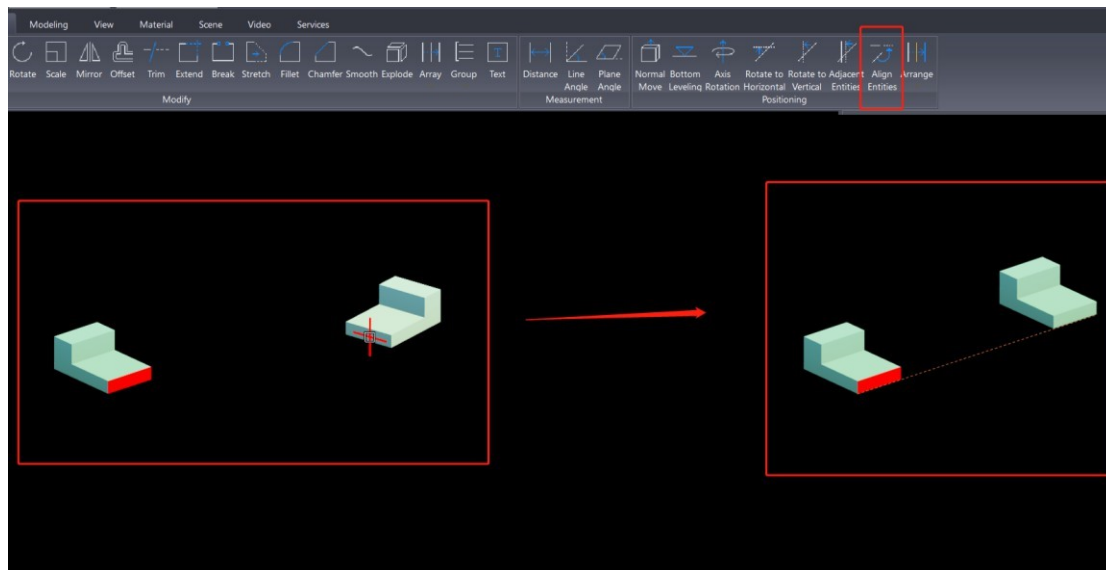 Modeling View Material Scene Video Services
Rotate Scale Mirror Offset Trim Extend Break Stretch Fillet Chamfer Smooth Explode Array Group Text Distance Line Plane Normal Bottom Axis Rotate to Rotate to Adjacent Align Arrange
Angle Angle Move Leveling Rotation Horizontal Vertical Entities Entities
Modify Measurement Positioning